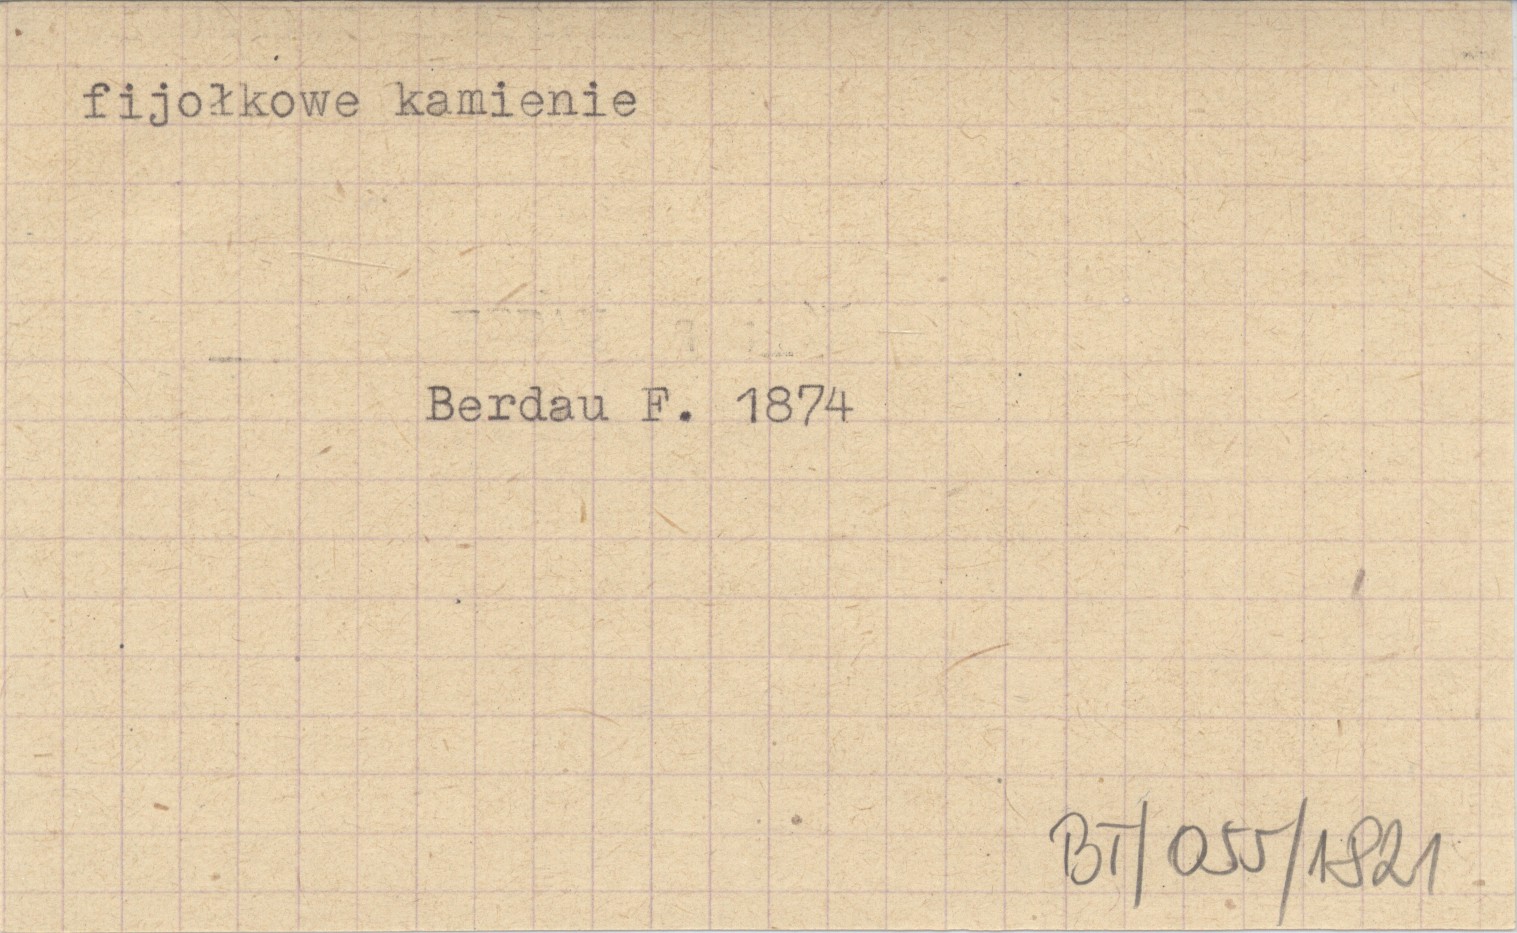 fijołkowe kamienie
Berdau F. 1874
BT/055/1821